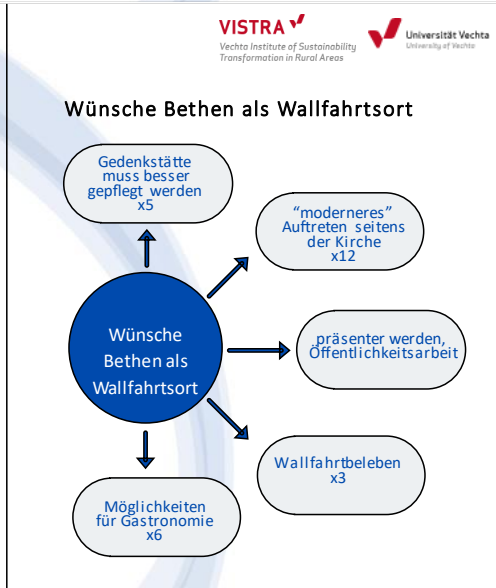 VISTRA
Vechta Institute of Sustainability
Transformation in Rural Areas
Universität Vechta
University of Vechta
Wünsche Bethen als Wallfahrtsort
Gedenkstätte
muss besser
gepflegt werden
x5
“moderneres”
Auftreten seitens
der Kirche
x12
Wünsche
Bethen als
Wallfahrtsort
präsenter werden,
Öffentlichkeitsarbeit
Wallfahrtbeleben
x3
Möglichkeiten
für Gastronomie
x6